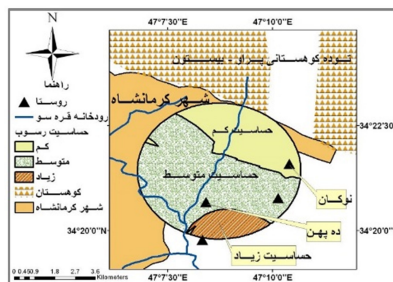 47°7'30"E 47°10'0"E
N
توده کوهستانی پراو - بیستون
راهنما
شهر کرمانشاه
روستا
رودخانه قره سو
حساسیت رسوب
کم
متوسط
زیاد
کوهستان
شهر کرمانشاه
حساسیت کم
34°22'30"N
حساسیت متوسط
نوکان
ده پهن
34°20'0"N 34°20'0"N
حساسیت زیاد
0 0.45 0.9 1.8 2.7 3.6
Kilometers
47°7'30"E 47°10'0"E